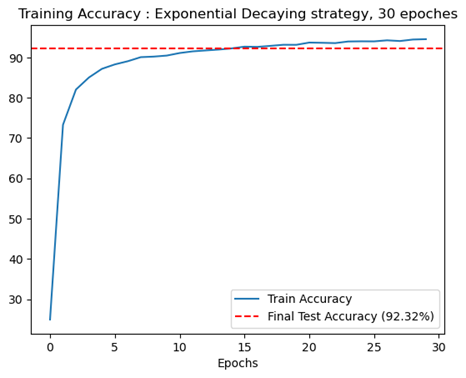 Training Accuracy : Exponential Decaying strategy, 30 epoches
90
80
70
60
50
40
30
Train Accuracy
Final Test Accuracy (92.32%)
0 5 10 15 20 25 30
Epochs